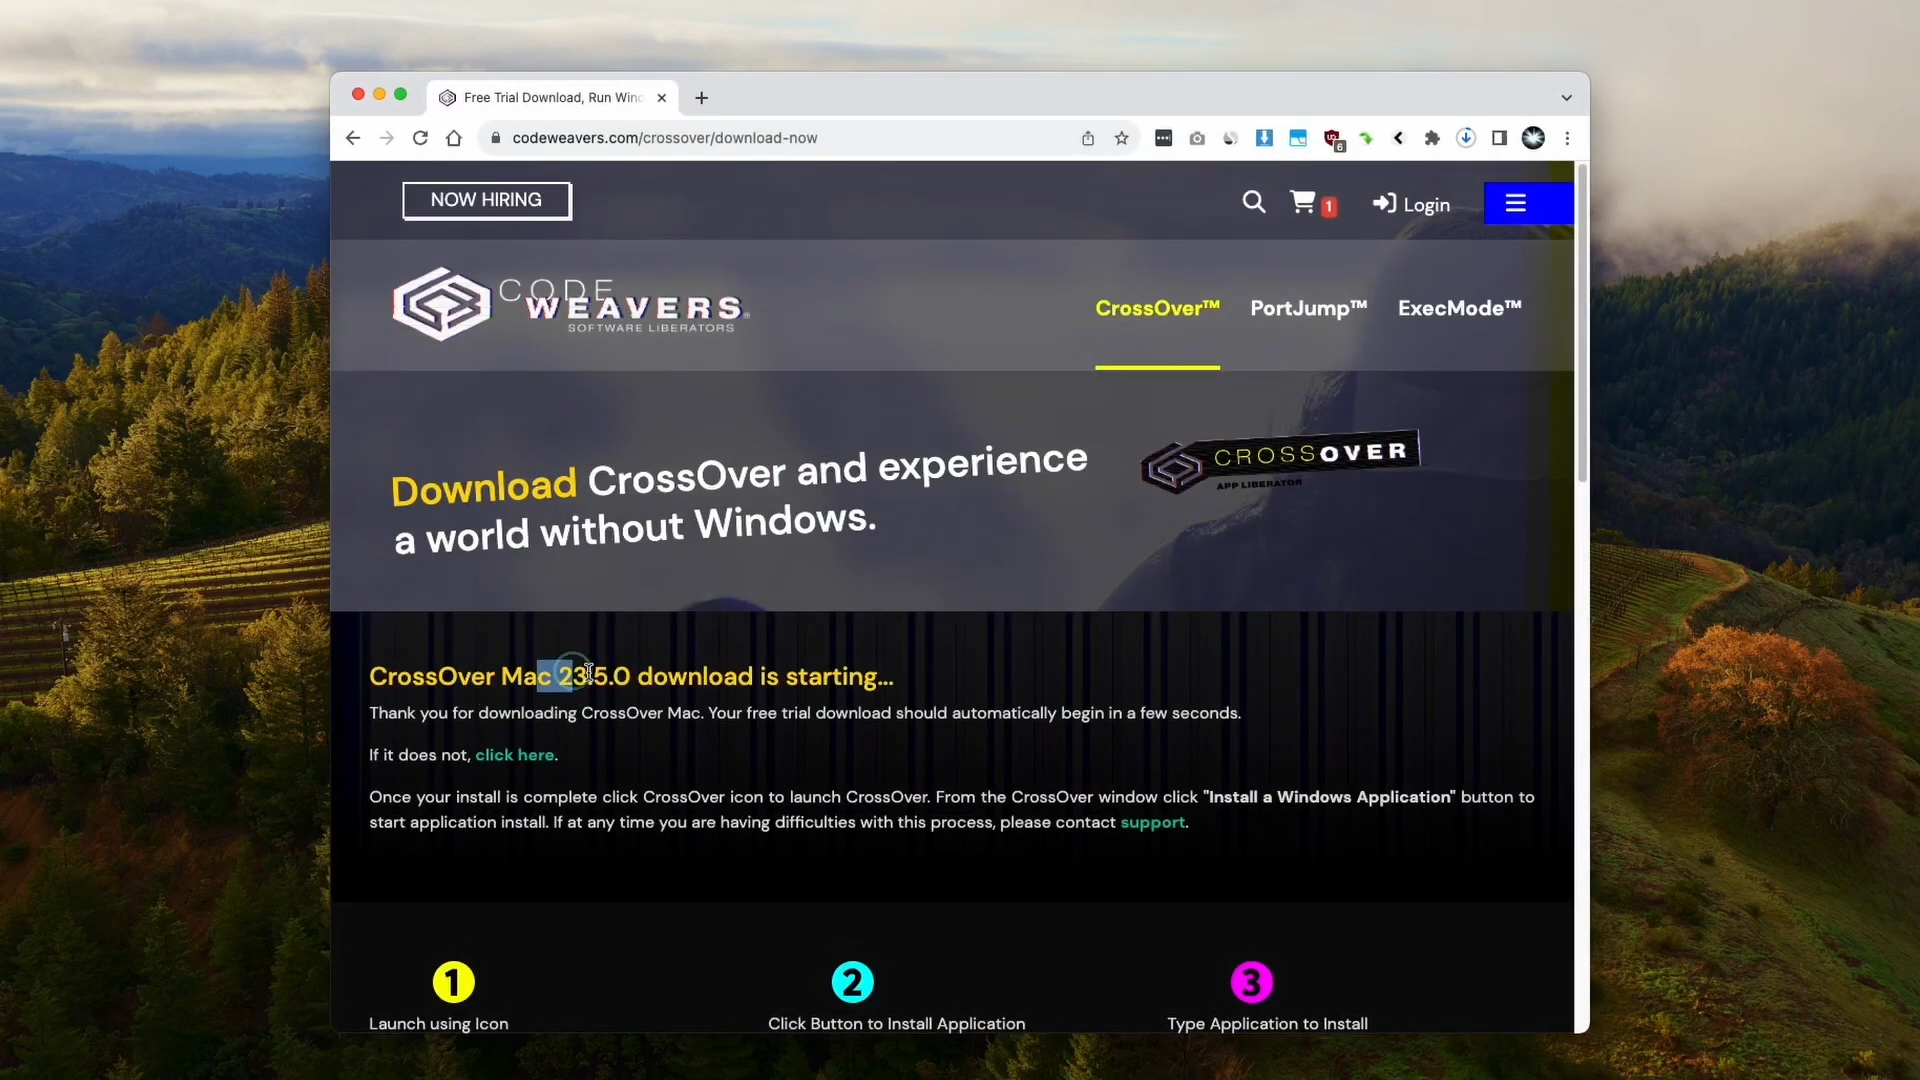 Free Trial Download, Run Winc
codeweavers.com/crossover/download-now
6
NOW HIRING
1
Login
CODE
WEAVERS
SOFTWARE LIBERATORS
CrossOver™
PortJump™
ExecMode™
Download CrossOver and experience
a world without Windows.
CROSSOVER
APP LIBERATOR
CrossOver Mac 23.5.0 download is starting...
Thank you for downloading CrossOver Mac. Your free trial download should automatically begin in a few seconds.
If it does not, click here.
Once your install is complete click CrossOver icon to launch CrossOver. From the CrossOver window click "Install a Windows Application" button to
start application install. If at any time you are having difficulties with this process, please contact support.
1
2
3
Launch using Icon
Click Button to Install Application
Type Application to Install